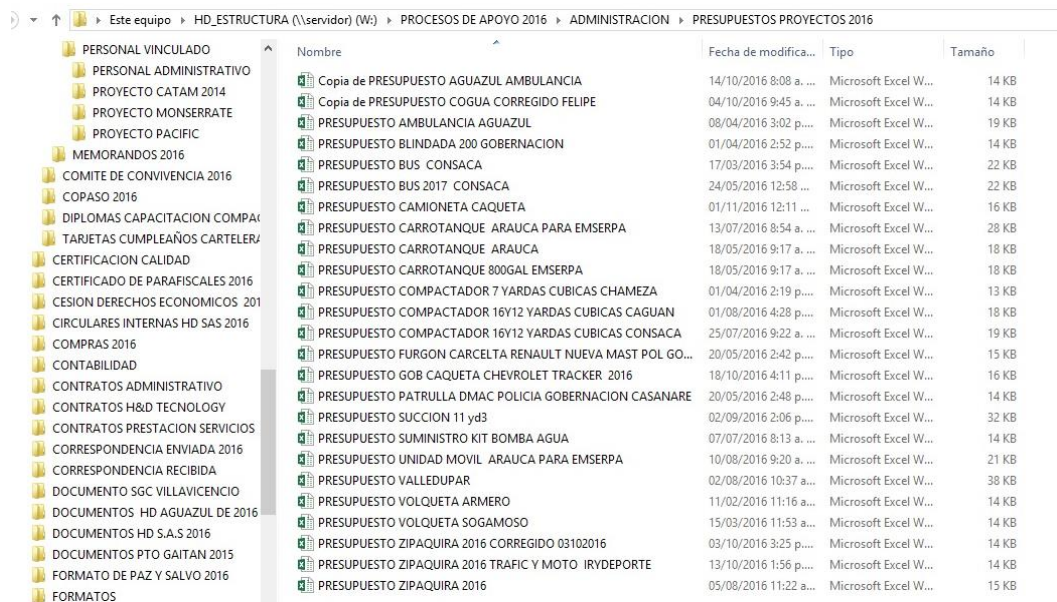 Este equipo HD_ESTRUCTURA (\\servidor) (W:) PROCESOS DE APOYO 2016 ADMINISTRACION PRESUPUESTOS PROYECTOS 2016
PERSONAL VINCULADO
PERSONAL ADMINISTRATIVO
PROYECTO CATAM 2014
PROYECTO MONSERRATE
PROYECTO PACIFIC
MEMORANDOS 2016
COMITE DE CONVIVENCIA 2016
COPASO 2016
DIPLOMAS CAPACITACION COMPA
TARJETAS CUMPLEAÑOS CARTELER
CERTIFICACION CALIDAD
CERTIFICADO DE PARAFISCALES 2016
CESION DERECHOS ECONOMICOS 201
CIRCULARES INTERNAS HD SAS 2016
COMPRAS 2016
CONTABILIDAD
CONTRATOS ADMINISTRATIVO
CONTRATOS H&D TECNOLOGY
CONTRATOS PRESTACION SERVICIOS
CORRESPONDENCIA ENVIADA 2016
CORRESPONDENCIA RECIBIDA
DOCUMENTO SGC VILLAVICENCIO
DOCUMENTOS HD AGUAZUL DE 2016
DOCUMENTOS HD S.A.S 2016
DOCUMENTOS PTO GAITAN 2015
FORMATO DE PAZ Y SALVO 2016
FORMATOS
Nombre Fecha de modifica... Tipo Tamaño
Copia de PRESUPUESTO AGUAZUL AMBULANCIA 14/10/2016 8:08 a. ... Microsoft Excel W... 14 KB
Copia de PRESUPUESTO COGUA CORREGIDO FELIPE 04/10/2016 9:45 a. ... Microsoft Excel W... 14 KB
PRESUPUESTO AMBULANCIA AGUAZUL 08/04/2016 3:02 p.... Microsoft Excel W... 19 KB
PRESUPUESTO BLINDADA 200 GOBERNACION 01/04/2016 2:52 p.... Microsoft Excel W... 14 KB
PRESUPUESTO BUS CONSACA 17/03/2016 3:54 p.... Microsoft Excel W... 22 KB
PRESUPUESTO BUS 2017 CONSACA 24/05/2016 12:58 ... Microsoft Excel W... 22 KB
PRESUPUESTO CAMIONETA CAQUETA 01/11/2016 12:11 ... Microsoft Excel W... 16 KB
PRESUPUESTO CARROTANQUE ARAUCA PARA EMSERPA 13/07/2016 8:54 a. ... Microsoft Excel W... 28 KB
PRESUPUESTO CARROTANQUE ARAUCA 18/05/2016 9:17 a. ... Microsoft Excel W... 18 KB
PRESUPUESTO CARROTANQUE 800GAL EMSERPA 18/05/2016 9:17 a. ... Microsoft Excel W... 18 KB
PRESUPUESTO COMPACTADOR 7 YARDAS CUBICAS CHAMEZA 01/04/2016 2:19 p.... Microsoft Excel W... 13 KB
PRESUPUESTO COMPACTADOR 16Y12 YARDAS CUBICAS CAGUAN 01/08/2016 4:28 p.... Microsoft Excel W... 18 KB
PRESUPUESTO COMPACTADOR 16Y12 YARDAS CUBICAS CONSACA 25/07/2016 9:22 a. ... Microsoft Excel W... 19 KB
PRESUPUESTO FURGON CARCELTA RENAULT NUEVA MAST POL GO... 20/05/2016 2:42 p.... Microsoft Excel W... 15 KB
PRESUPUESTO GOB CAQUETA CHEVROLET TRACKER 2016 18/10/2016 4:11 p.... Microsoft Excel W... 16 KB
PRESUPUESTO PATRULLA DMAC POLICIA GOBERNACION CASANARE 20/05/2016 2:48 p.... Microsoft Excel W... 14 KB
PRESUPUESTO SUCCION 11 yd3 02/09/2016 2:06 p.... Microsoft Excel W... 32 KB
PRESUPUESTO SUMINISTRO KIT BOMBA AGUA 07/07/2016 8:13 a. ... Microsoft Excel W... 14 KB
PRESUPUESTO UNIDAD MOVIL ARAUCA PARA EMSERPA 10/08/2016 9:20 a. ... Microsoft Excel W... 21 KB
PRESUPUESTO VALLEDUPAR 02/08/2016 10:37 a... Microsoft Excel W... 38 KB
PRESUPUESTO VOLQUETA ARMERO 11/02/2016 11:16 a... Microsoft Excel W... 14 KB
PRESUPUESTO VOLQUETA SOGAMOSO 15/03/2016 11:53 a... Microsoft Excel W... 14 KB
PRESUPUESTO ZIPAQUIRA 2016 CORREGIDO 03102016 03/10/2016 3:25 p.... Microsoft Excel W... 14 KB
PRESUPUESTO ZIPAQUIRA 2016 TRAFIC Y MOTO IRYDEPORTE 13/10/2016 1:56 p.... Microsoft Excel W... 14 KB
PRESUPUESTO ZIPAQUIRA 2016 05/08/2016 11:22 a... Microsoft Excel W... 15 KB